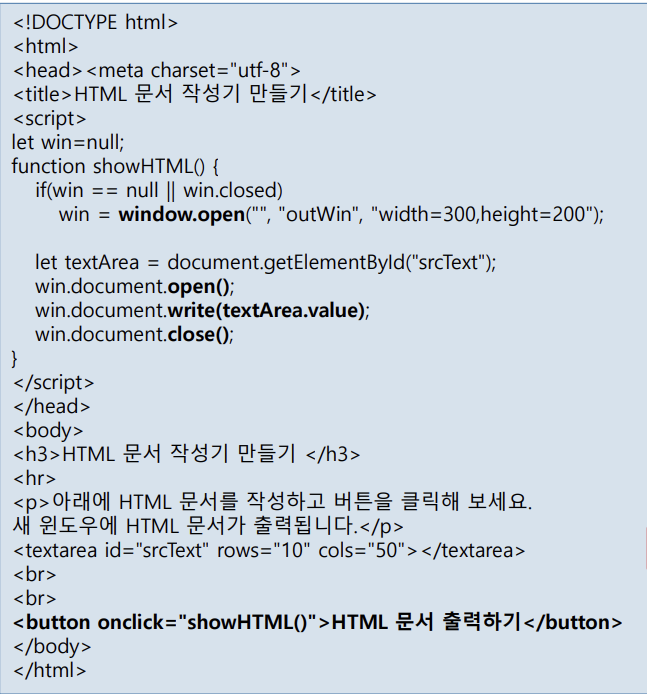 <!DOCTYPE html>
<html>
<head><meta charset="utf-8">
<title>HTML 문서 작성기 만들기</title>
<script>
let win=null;
function showHTML() {
    if(win == null || win.closed)
        win = window.open("", "outWin", "width=300,height=200");

    let textArea = document.getElementById("srcText");
    win.document.open();
    win.document.write(textArea.value);
    win.document.close();
}
</script>
</head>
<body>
<h3>HTML 문서 작성기 만들기 </h3>
<hr>
<p>아래에 HTML 문서를 작성하고 버튼을 클릭해 보세요.
새 윈도우에 HTML 문서가 출력됩니다.</p>
<textarea id="srcText" rows="10" cols="50"></textarea>
<br>
<br>
<button onclick="showHTML()">HTML 문서 출력하기</button>
</body>
</html>